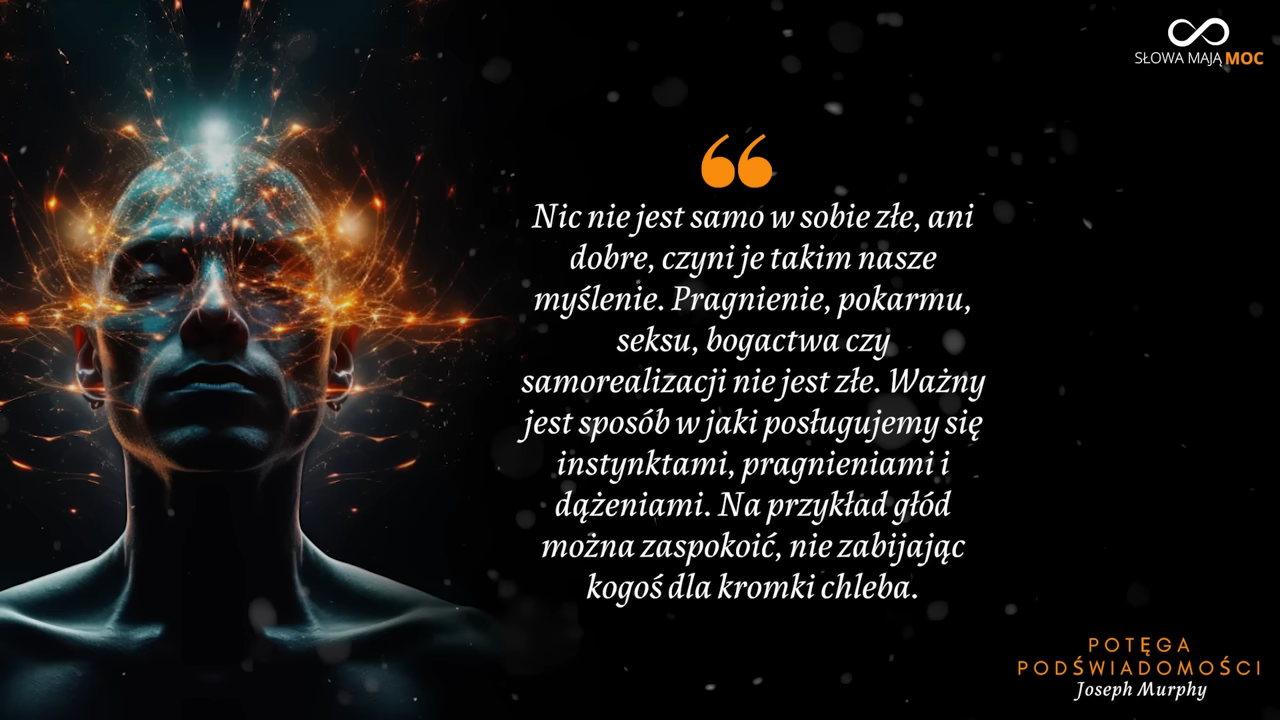 SŁOWA MAJĄ MOC
Nic nie jest samo w sobie złe, ani
dobre, czyni je takim nasze
myślenie. Pragnienie, pokarmu,
seksu, bogactwa czy
samorealizacji nie jest złe. Ważny
jest sposób w jaki posługujemy się
instynktami, pragnieniami i
dążeniami. Na przykład głód
można zaspokoić, nie zabijając
kogoś dla kromki chleba.
POTĘGA
PODŚWIADOMOŚCI
Joseph Murphy